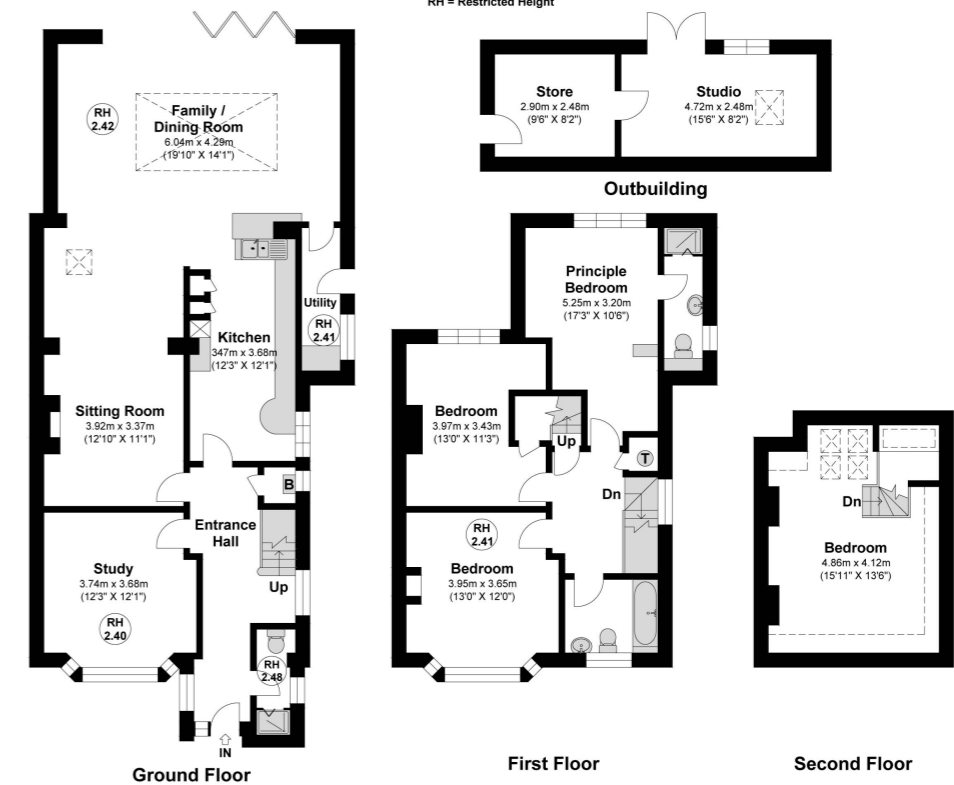 RH = Restricted Height
RH
2.42
Family /
Dining Room
6.04m x 4.29m
(19'10" X 14'1")
Utility
RH
2.41
Kitchen
347m x 3.68m
(12'3" X 12'1")
Sitting Room
3.92m x 3.37m
(12'10" X 11'1")
B
Entrance
Hall
Up
Study
3.74m x 3.68m
(12'3" X 12'1")
RH
2.40
RH
2.48
IN
Ground Floor
Store
2.90m x 2.48m
(9'6" X 8'2")
Studio
4.72m x 2.48m
(15'6" X 8'2")
Outbuilding
Principle
Bedroom
5.25m x 3.20m
(17'3" X 10'6")
Bedroom
3.97m x 3.43m
(13'0" X 11'3")
Up
T
Dn
RH
2.41
Bedroom
3.95m x 3.65m
(13'0" X 12'0")
First Floor
Dn
Bedroom
4.86m x 4.12m
(15'11" X 13'6")
Second Floor